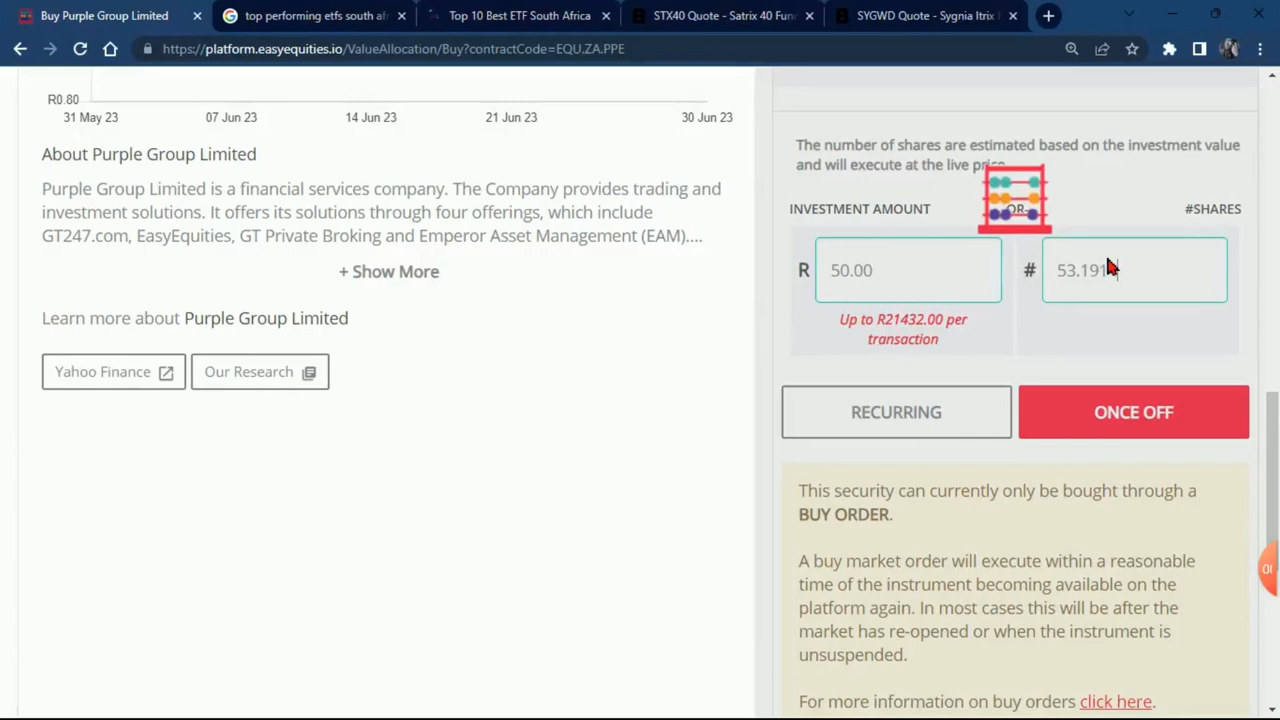 Buy Purple Group Limited
top performing etfs south afr
Top 10 Best ETF South Africa
STX40 Quote - Satrix 40 Fun
SYGWD Quote - Sygnia Itrix
https://platform.easyequities.io/ValueAllocation/Buy?contractCode=EQU.ZA.PPE
R0.80
31 May 23
07 Jun 23
14 Jun 23
21 Jun 23
30 Jun 23
About Purple Group Limited
Purple Group Limited is a financial services company. The Company provides trading and
investment solutions. It offers its solutions through four offerings, which include
GT247.com, EasyEquities, GT Private Broking and Emperor Asset Management (EAM)....
+ Show More
Learn more about Purple Group Limited
Yahoo Finance
Our Research
The number of shares are estimated based on the investment value
and will execute at the live price.
INVESTMENT AMOUNT
-OR-
#SHARES
R
50.00
#
53.191
Up to R21432.00 per
transaction
RECURRING
ONCE OFF
This security can currently only be bought through a
BUY ORDER.
A buy market order will execute within a reasonable
time of the instrument becoming available on the
platform again. In most cases this will be after the
market has re-opened or when the instrument is
unsuspended.
For more information on buy orders click here.